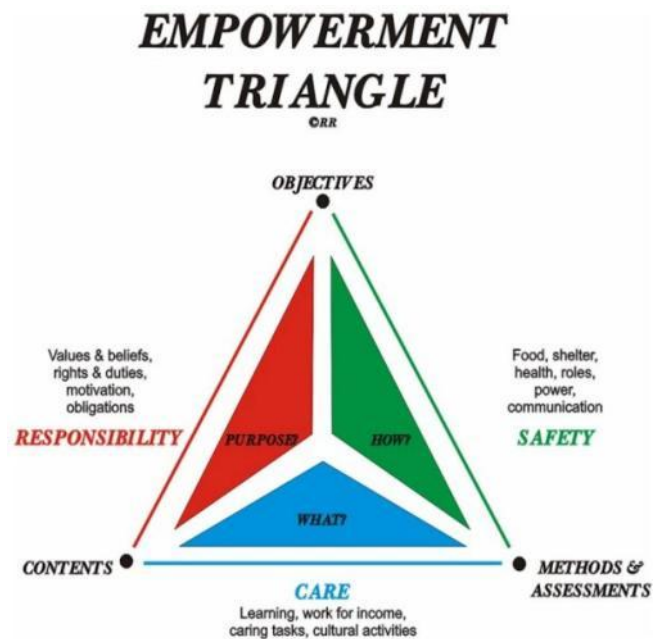 EMPOWERMENT
TRIANGLE
©RR
OBJECTIVES
Values & beliefs,
rights & duties,
motivation,
obligations
RESPONSIBILITY
Food, shelter,
health, roles,
power,
communication
SAFETY
PURPOSE?
HOW?
WHAT?
CONTENTS
METHODS &
ASSESSMENTS
CARE
Learning, work for income,
caring tasks, cultural activities